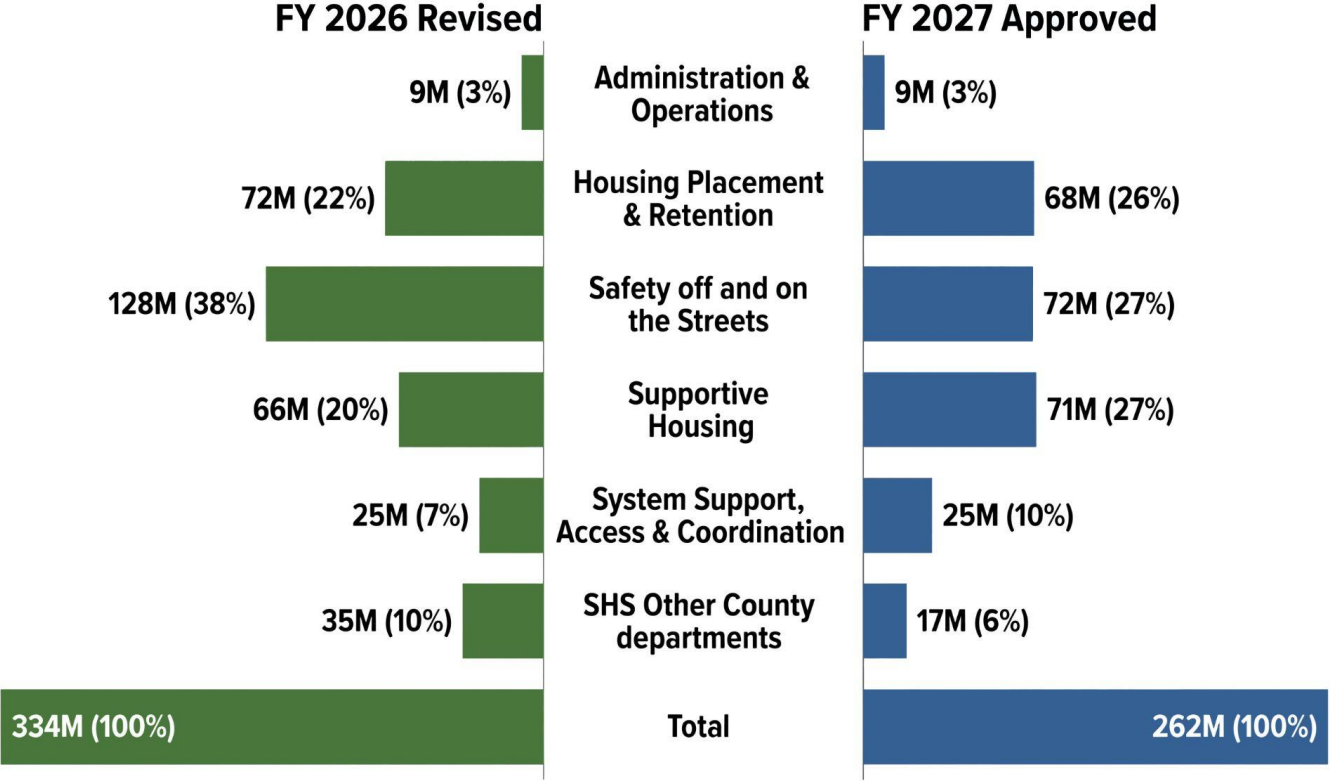 FY 2026 Revised
FY 2027 Approved
9M (3%)
Administration &
Operations
9M (3%)
72M (22%)
Housing Placement
& Retention
68M (26%)
128M (38%)
Safety off and on
the Streets
72M (27%)
66M (20%)
Supportive
Housing
71M (27%)
25M (7%)
System Support,
Access & Coordination
25M (10%)
35M (10%)
SHS Other County
departments
17M (6%)
334M (100%)
Total
262M (100%)